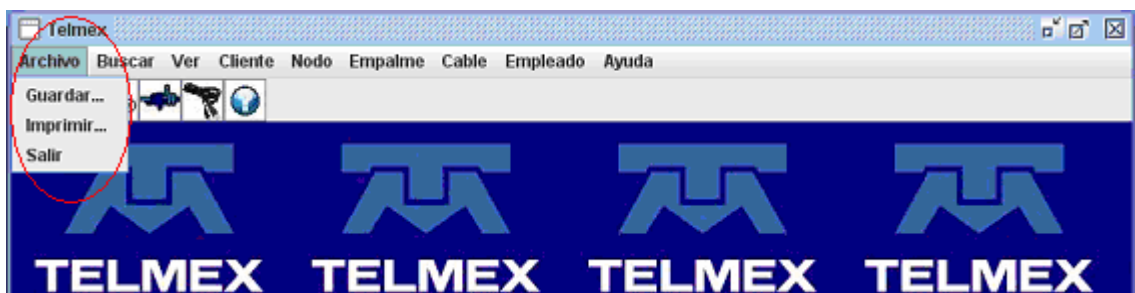 Telmex
Archivo Buscar Ver Cliente Nodo Empalme Cable Empleado Ayuda
Guardar...
Imprimir...
Salir
TELMEX TELMEX TELMEX TELMEX